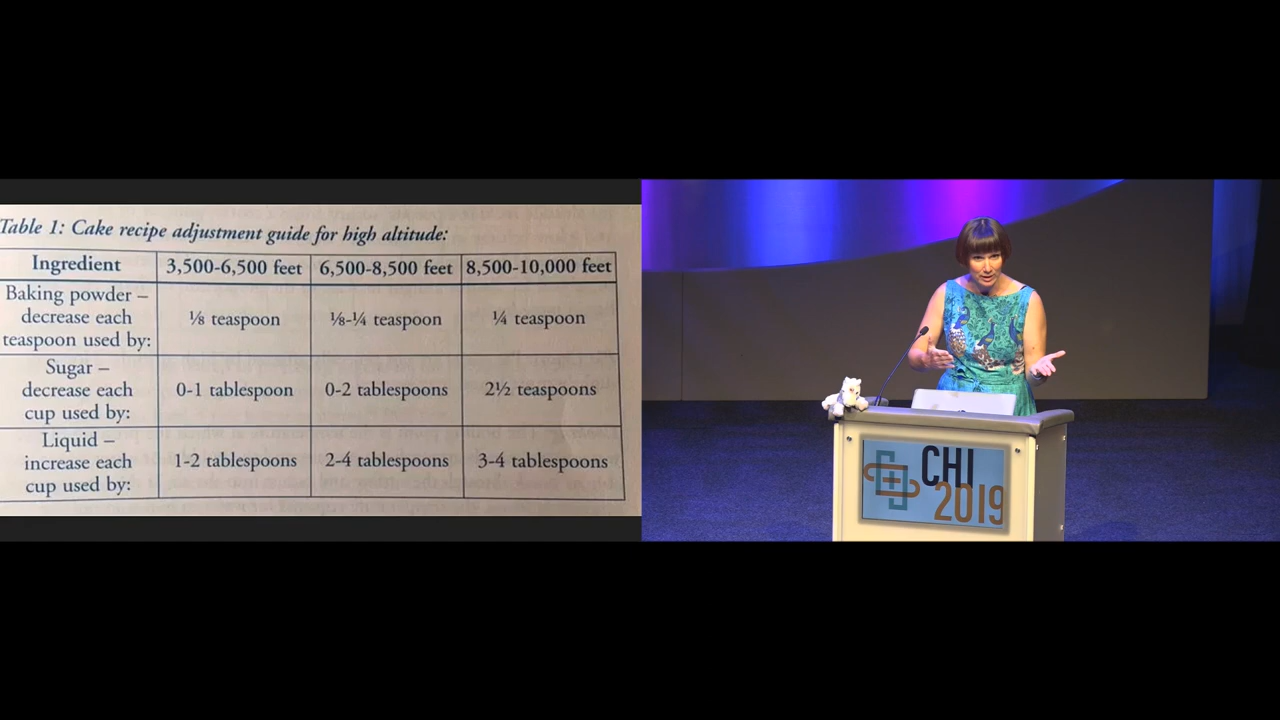 Table 1: Cake recipe adjustment guide for high altitude:
Ingredient 3,500-6,500 feet 6,500-8,500 feet 8,500-10,000 feet
Baking powder –
decrease each
teaspoon used by:
⅛ teaspoon ⅛-¼ teaspoon ¼ teaspoon
Sugar –
decrease each
cup used by:
0-1 tablespoon 0-2 tablespoons 2½ teaspoons
Liquid –
increase each
cup used by:
1-2 tablespoons 2-4 tablespoons 3-4 tablespoons
CHI
2019